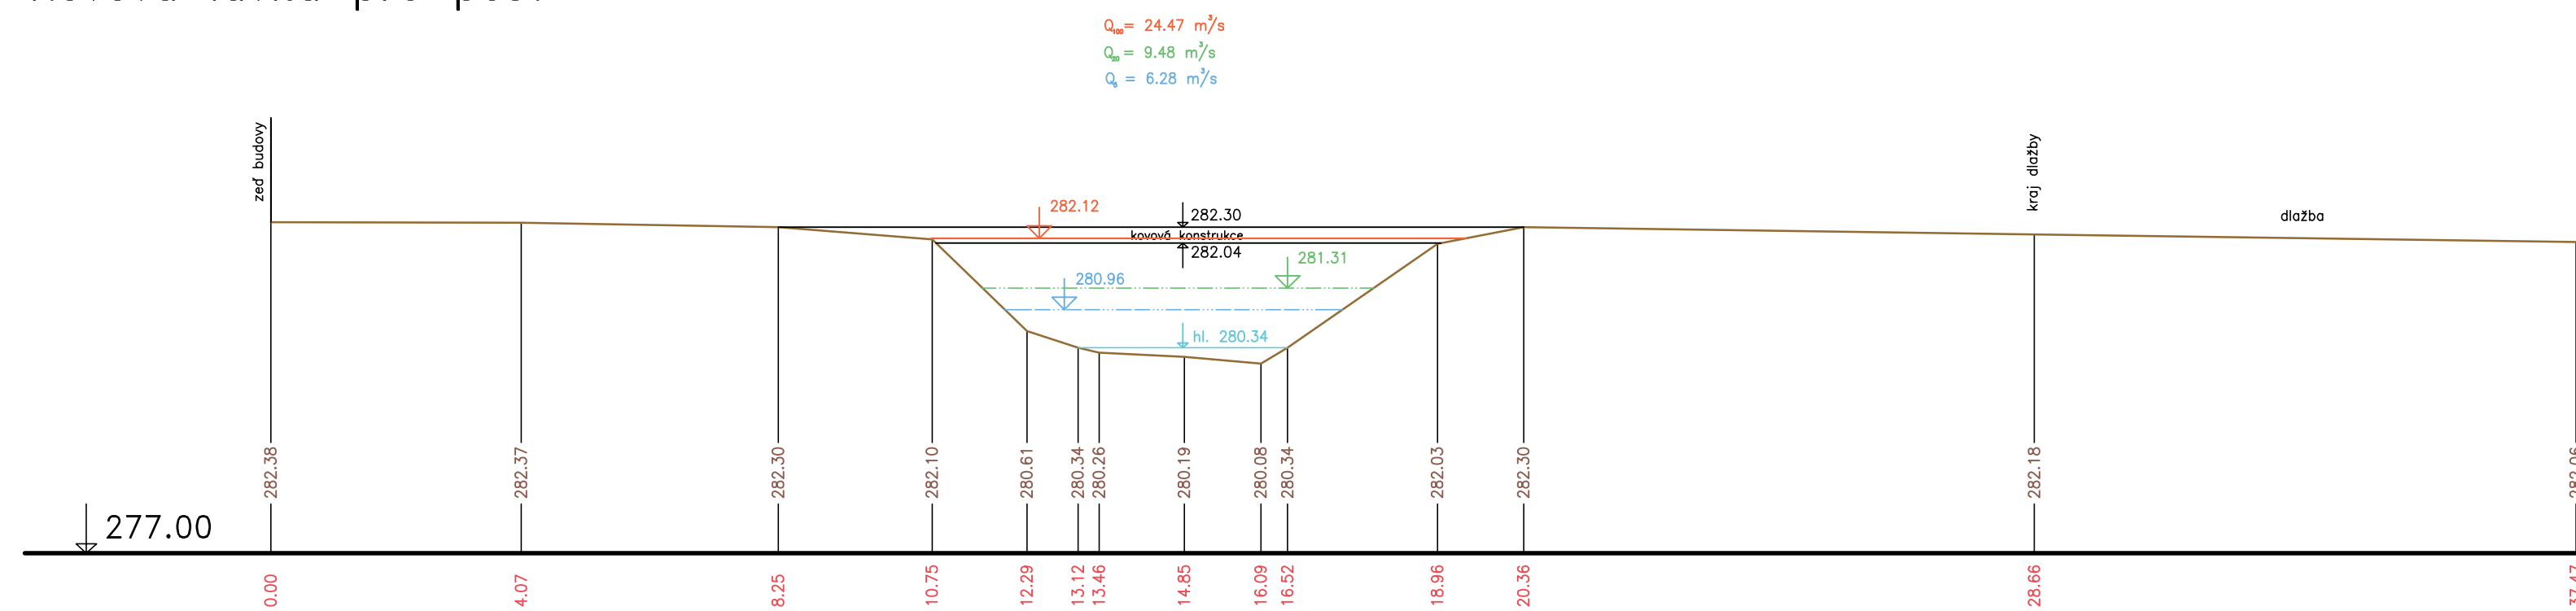 Q100= 24.47 m³/s
Q20= 9.48 m³/s
= 6.28 m³/s
zeď budovy
kraj dlažby
dlažba
282.12
282.30
kovová konstrukce
282.04
281.31
280.96
hl. 280.34
282.38 282.37 282.30 282.10 280.61 280.34 280.26 280.19 280.08 280.34 282.03 282.30 282.18
277.00
0.00 4.07 8.25 10.75 12.29 13.12 13.46 14.85 16.09 16.52 18.96 20.36 28.66